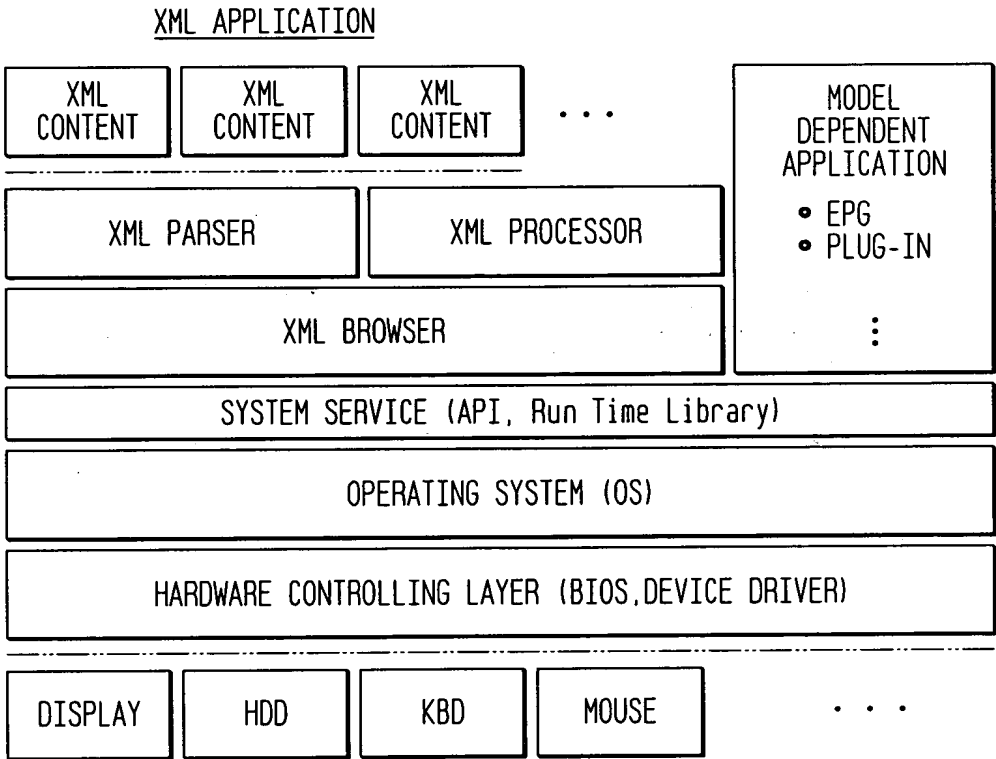 XML APPLICATION
XML
CONTENT
XML
CONTENT
XML
CONTENT
. . .
MODEL
DEPENDENT
APPLICATION
• EPG
• PLUG-IN
XML PARSER
XML PROCESSOR
XML BROWSER
SYSTEM SERVICE (API, Run Time Library)
OPERATING SYSTEM (OS)
HARDWARE CONTROLLING LAYER (BIOS,DEVICE DRIVER)
DISPLAY
HDD
KBD
MOUSE
. . .